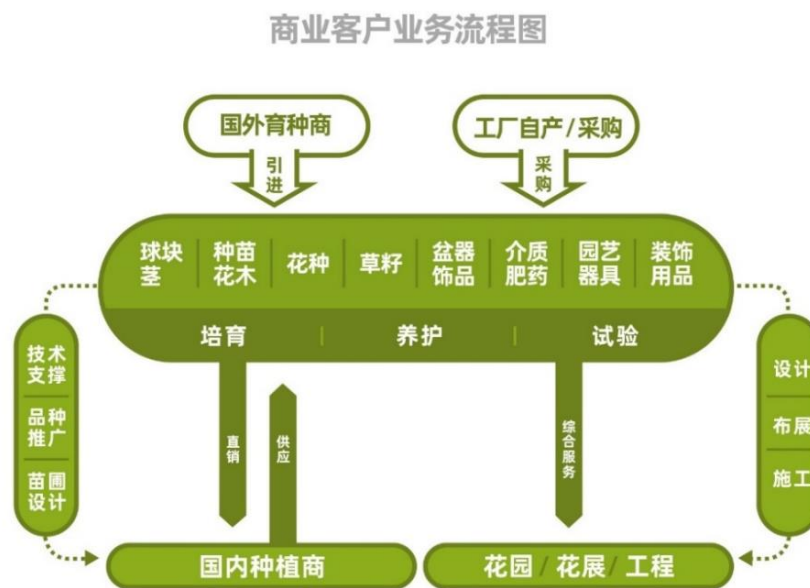 商业客户业务流程图
国外育种商
工厂自产/采购
引进
采购
球块
茎
种苗
花木
花种
草籽
盆器
饰品
介质
肥药
园艺
器具
装饰
用品
培育
养护
试验
技术
支撑
品种
推广
苗圃
设计
直销
供应
综合服务
设计
布展
施工
国内种植商
花园/花展/工程